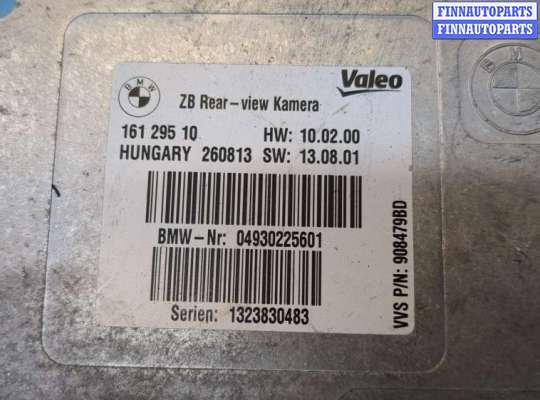 FINNAUTOPARTS
FINNAUTOPARTS
BMW
Valeo
ZB Rear-view Kamera
161 295 10 HW: 10.02.00
HUNGARY 260813 SW: 13.08.01
BMW-Nr: 04930225601
Serien: 1323830483
VVS P/N: 908479BD